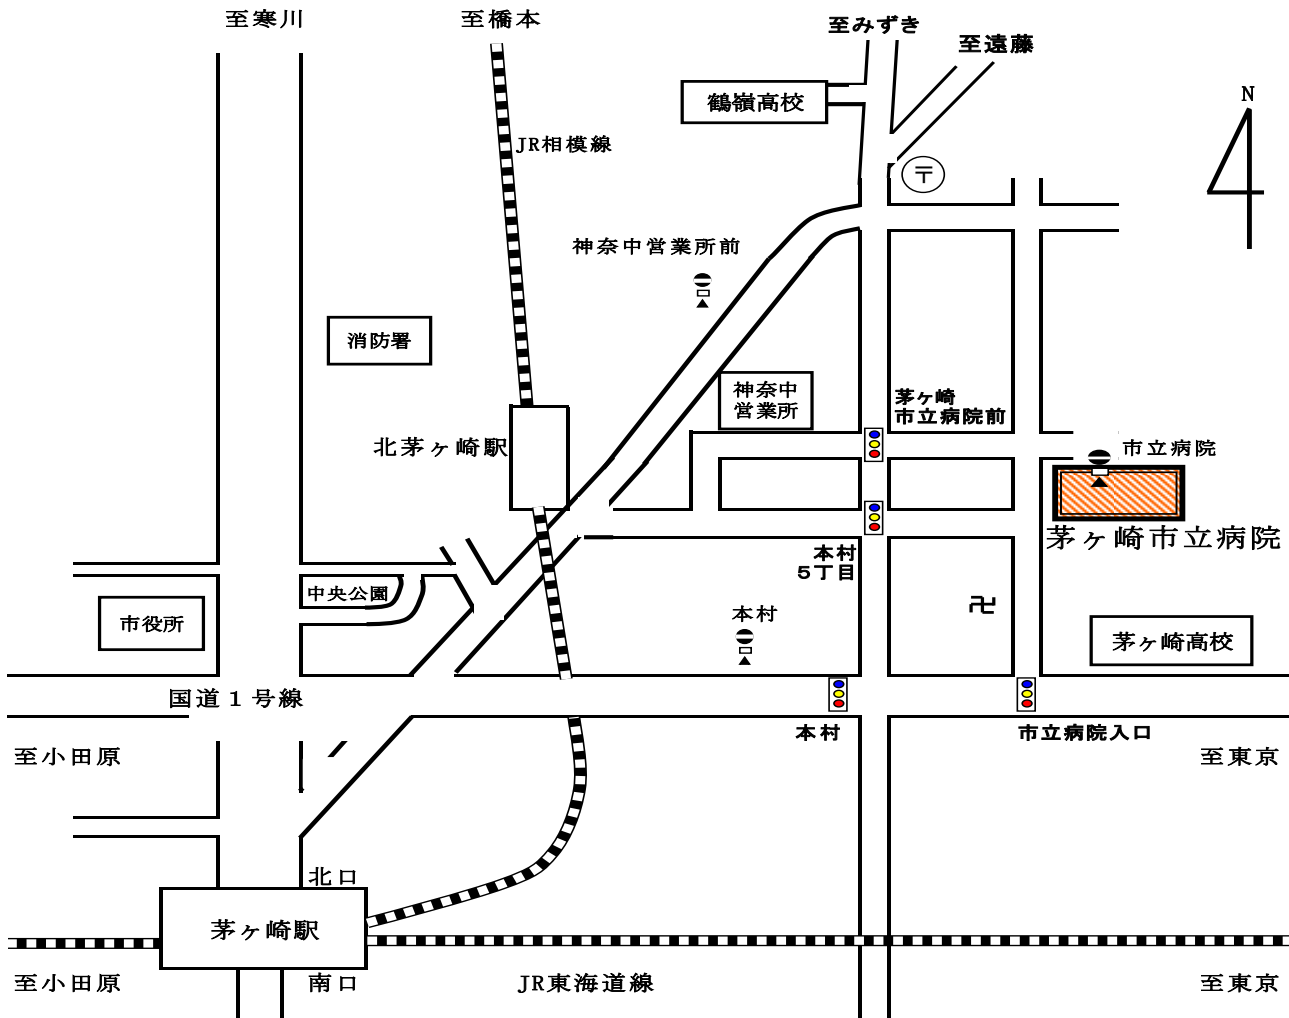 至寒川
至橋本
至みずき
至遠藤
鶴嶺高校
N
JR相模線
〒
神奈中営業所前
消防署
神奈中
営業所
茅ヶ崎
市立病院前
北茅ヶ崎駅
市立病院
茅ヶ崎市立病院
本村
5丁目
中央公園
市役所
本村
卍
茅ヶ崎高校
国道1号線
本村
市立病院入口
至小田原
至東京
北口
茅ヶ崎駅
至小田原
南口
JR東海道線
至東京